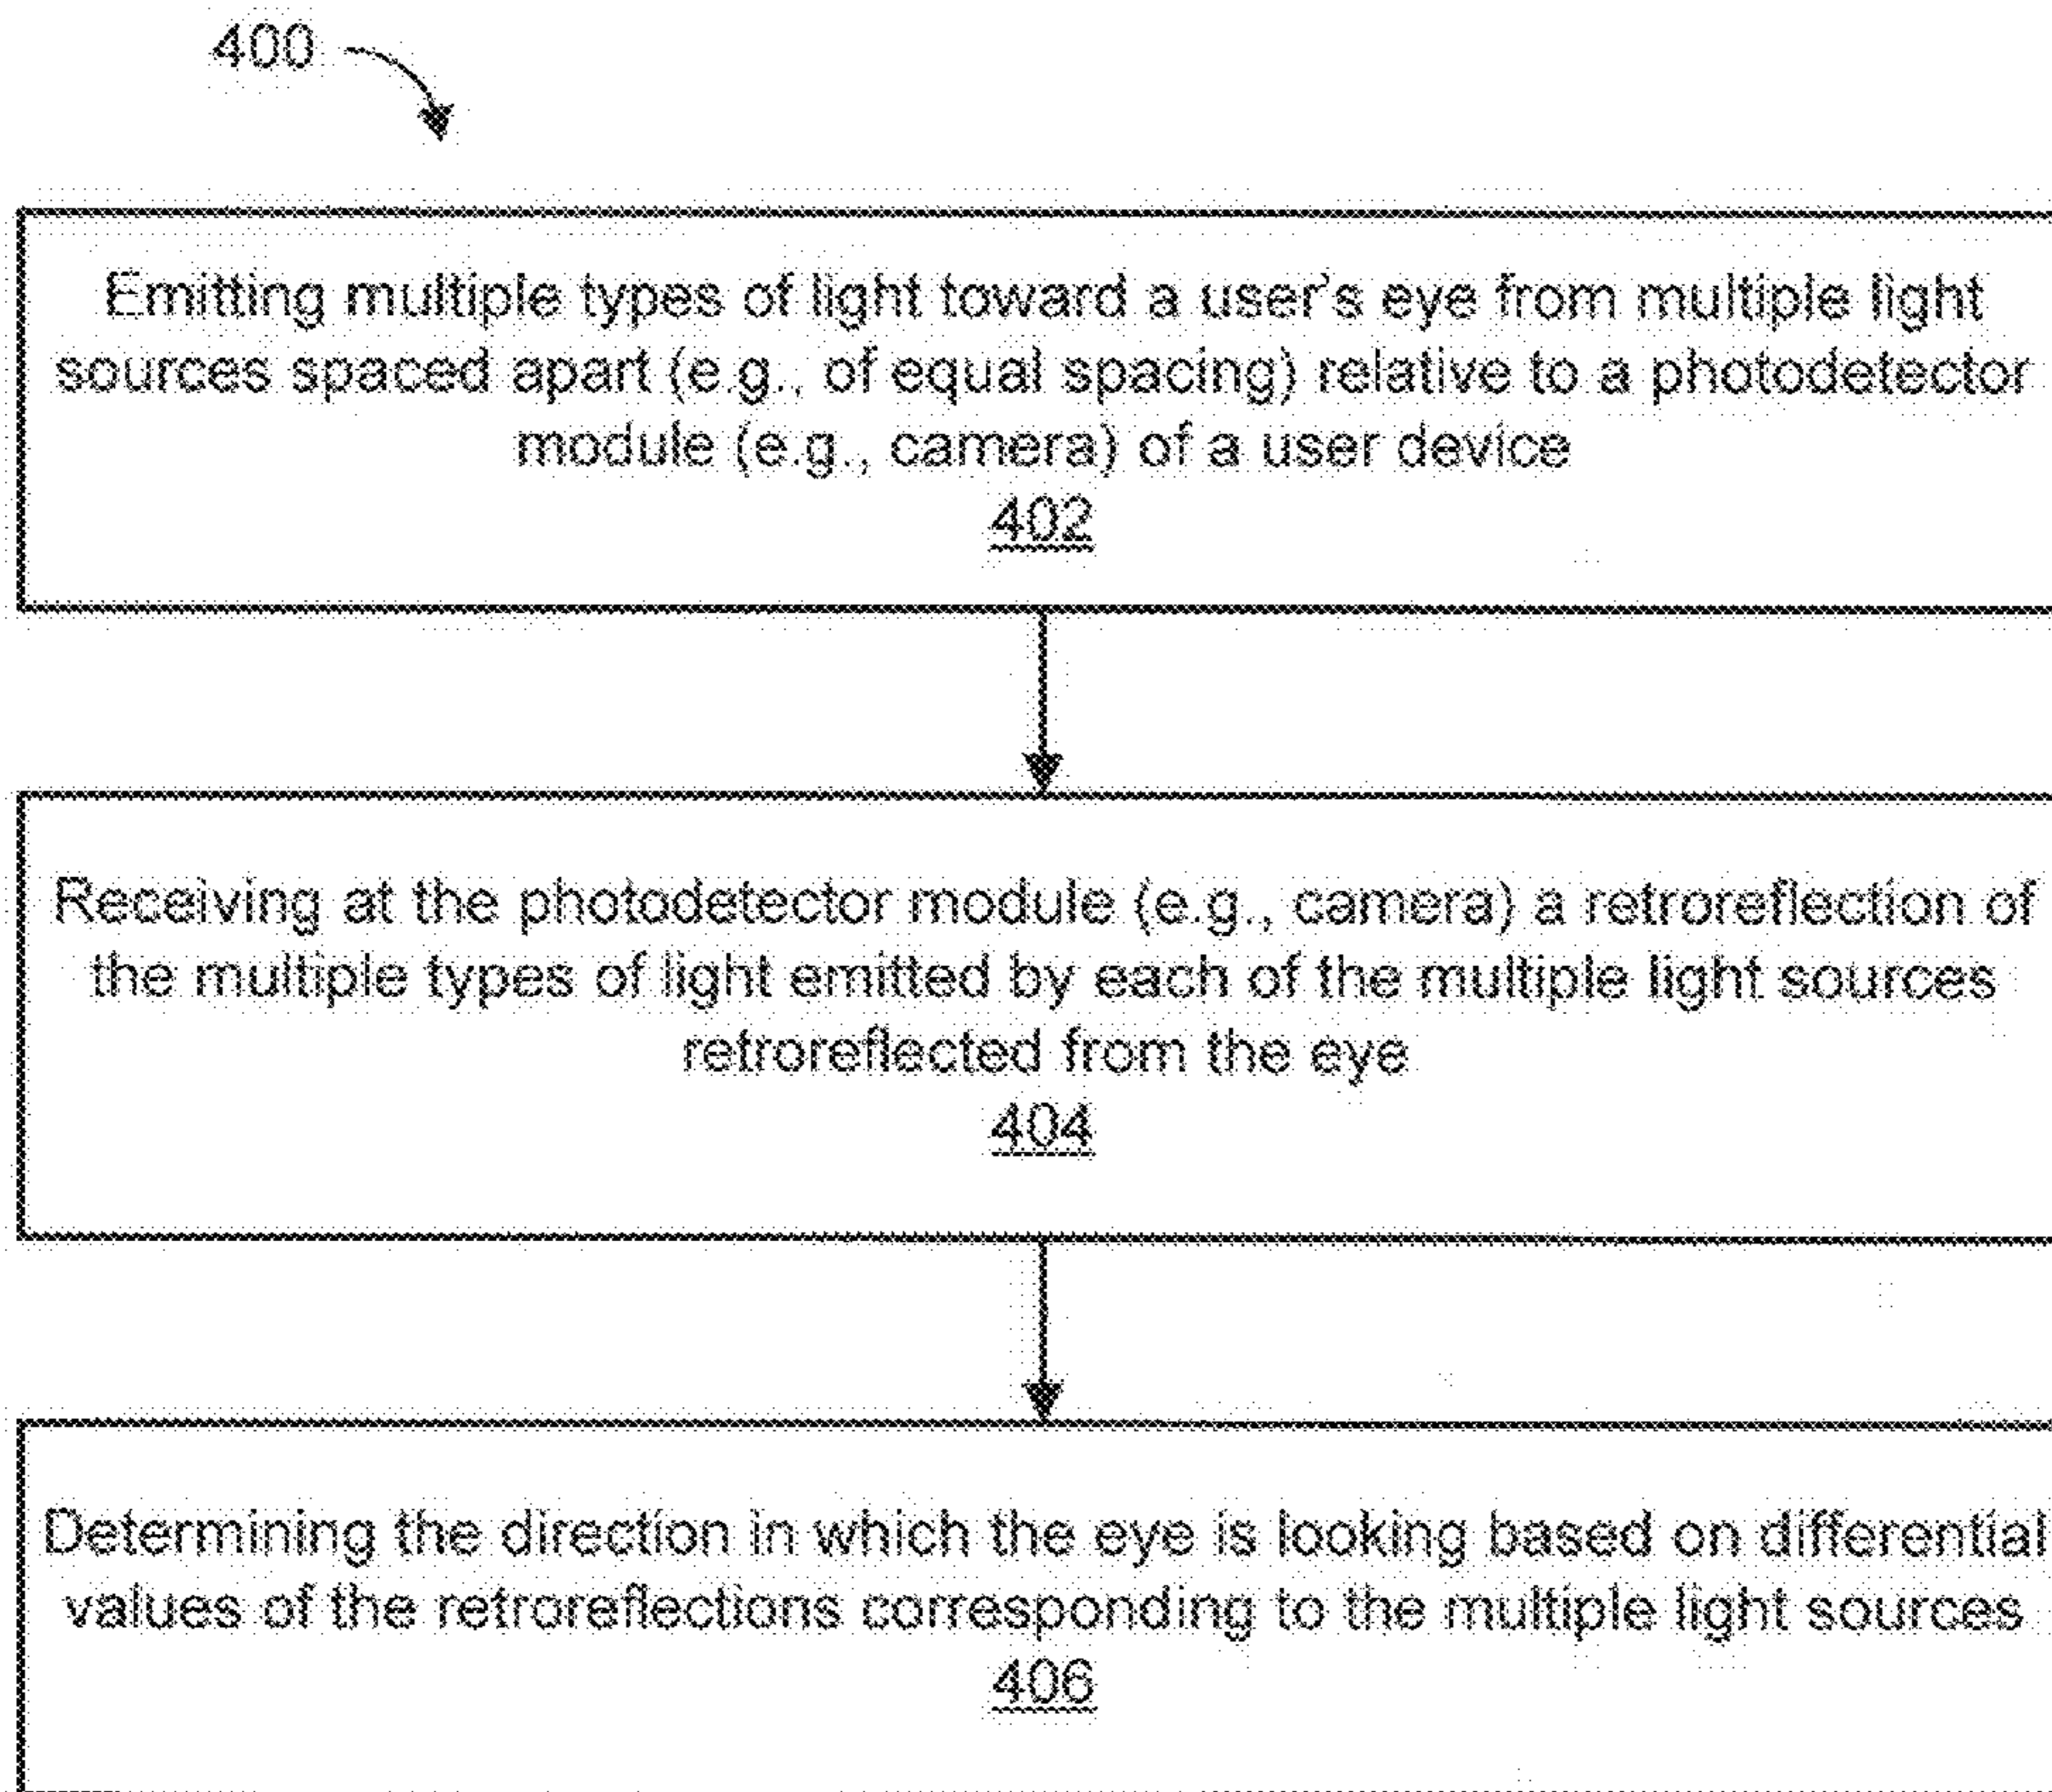 400
Emitting multiple types of light toward a user's eye from multiple light
sources spaced apart (e.g., of equal spacing) relative to a photodetector
module (e.g., camera) of a user device
402
Receiving at the photodetector module (e.g., camera) a retroreflection of
the multiple types of light emitted by each of the multiple light sources
retroreflected from the eye
404
Determining the direction in which the eye is looking based on differential
values of the retroreflections corresponding to the multiple light sources
406